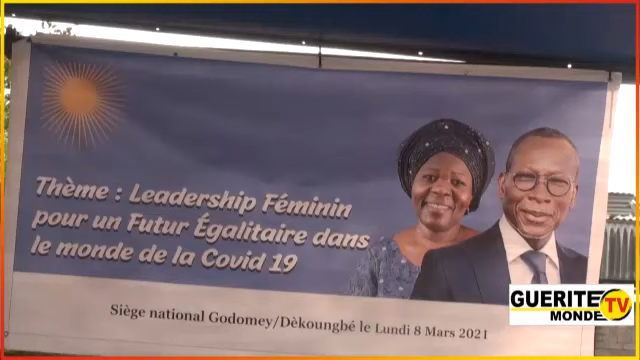 Thème : Leadership Féminin
pour un Futur Égalitaire dans
le monde de la Covid 19
Siège national Godomey/Dèkoungbé le Lundi 8 Mars 2021
GUERITE
MONDE
TV